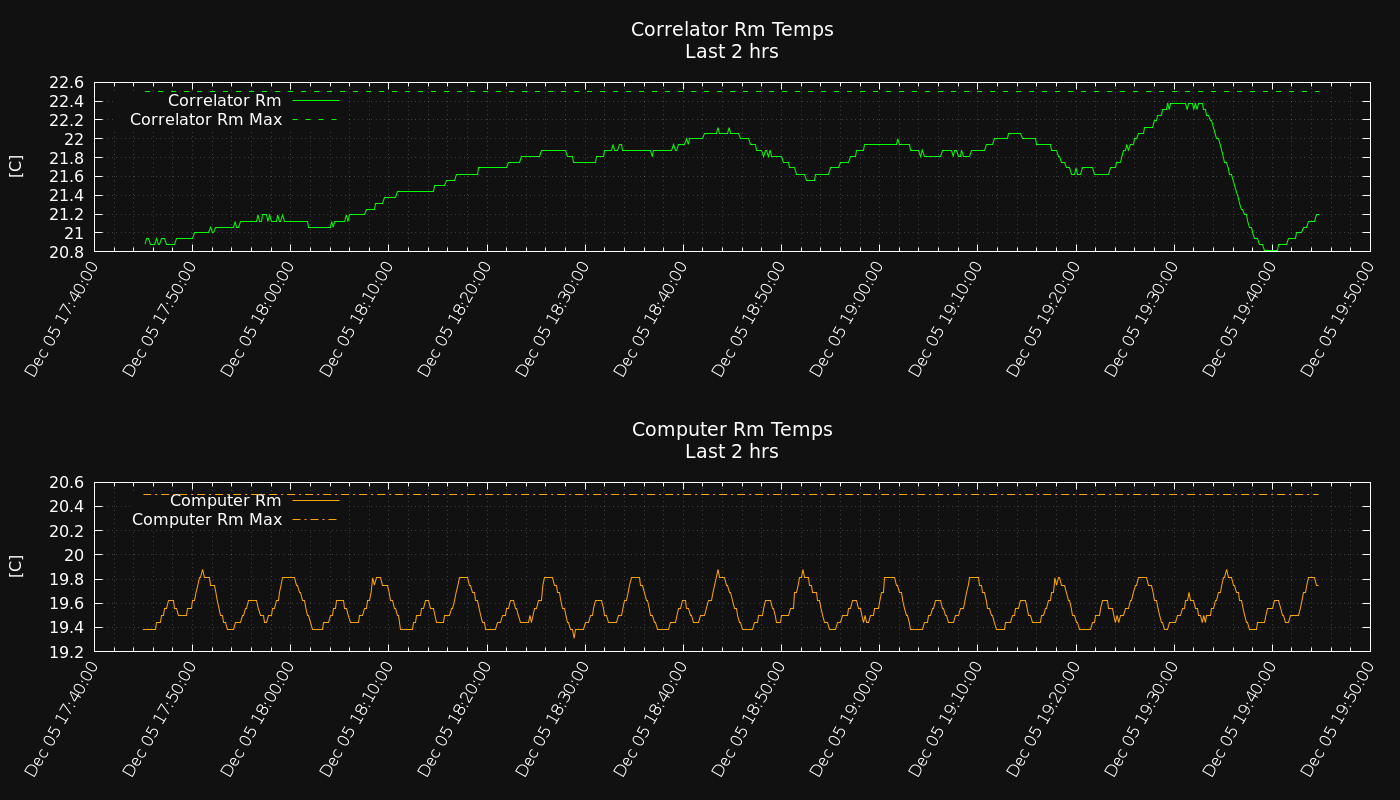 Correlator Rm Temps
Last 2 hrs
22.6
22.4
22.2
22
21.8
21.6
21.4
21.2
21
20.8
[C]
Correlator Rm
Correlator Rm Max
Dec 05 17:40:00
Dec 05 17:50:00
Dec 05 18:00:00
Dec 05 18:10:00
Dec 05 18:20:00
Dec 05 18:30:00
Dec 05 18:40:00
Dec 05 18:50:00
Dec 05 19:00:00
Dec 05 19:10:00
Dec 05 19:20:00
Dec 05 19:30:00
Dec 05 19:40:00
Dec 05 19:50:00
Computer Rm Temps
Last 2 hrs
20.6
20.4
20.2
20
19.8
19.6
19.4
19.2
[C]
Computer Rm
Computer Rm Max
Dec 05 17:40:00
Dec 05 17:50:00
Dec 05 18:00:00
Dec 05 18:10:00
Dec 05 18:20:00
Dec 05 18:30:00
Dec 05 18:40:00
Dec 05 18:50:00
Dec 05 19:00:00
Dec 05 19:10:00
Dec 05 19:20:00
Dec 05 19:30:00
Dec 05 19:40:00
Dec 05 19:50:00